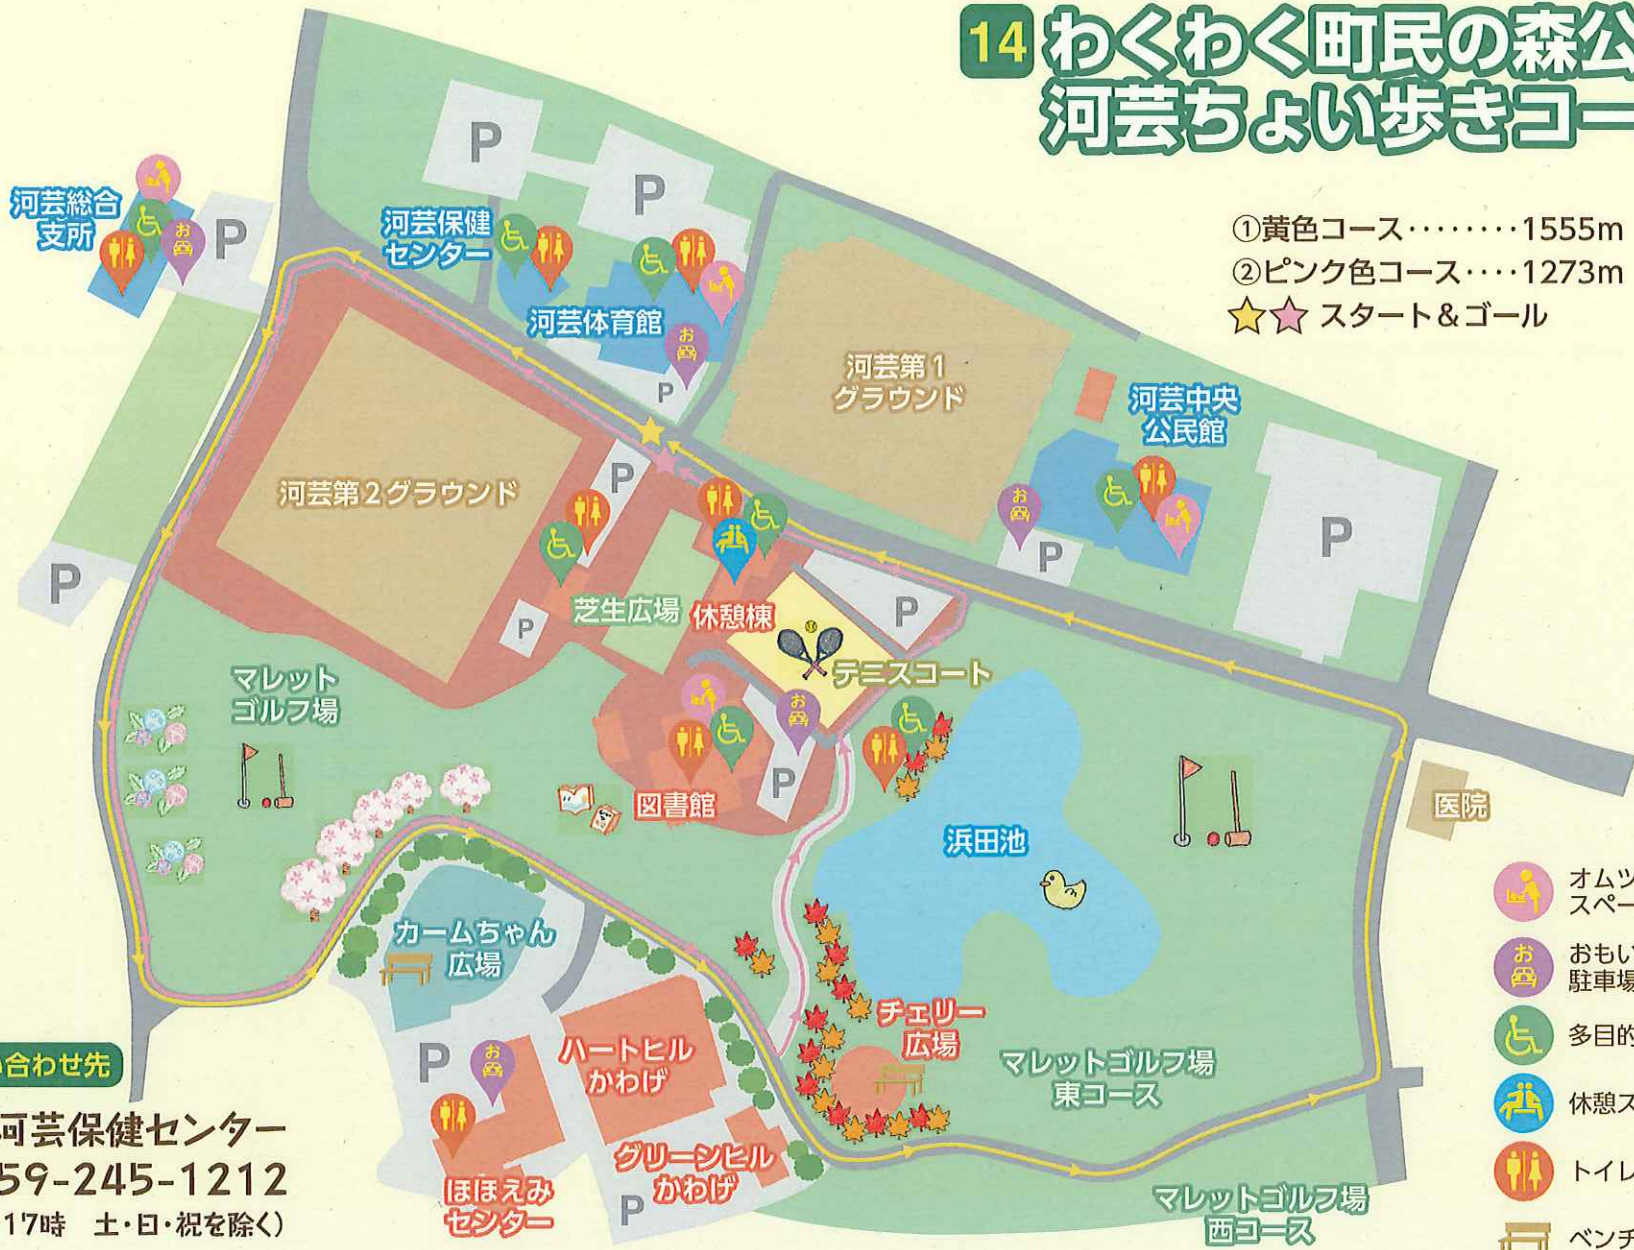 14 わくわく町民の森公
河芸ちょい歩きコー
①黄色コース········1555m
②ピンク色コース····1273m
スタート&ゴール
河芸総合
支所
お
P
P
P
河芸保健
センター
河芸体育館
お
P
河芸第1
グラウンド
河芸中央
公民館
お
P
P
河芸第2グラウンド
P
P
P
芝生広場
休憩棟
P
テニスコート
マレット
ゴルフ場
お
P
図書館
浜田池
医院
カームちゃん
広場
チェリー
広場
マレットゴルフ場
東コース
P
お
ハートヒル
かわげ
グリーンヒル
かわげ
P
ほほえみ
センター
マレットゴルフ場
西コース
い合わせ先
河芸保健センター
59-245-1212
17時 土・日・祝を除く)
オムツ
スペー
お
おもい
駐車場
多目的
休憩ス
トイレ
ベンチ